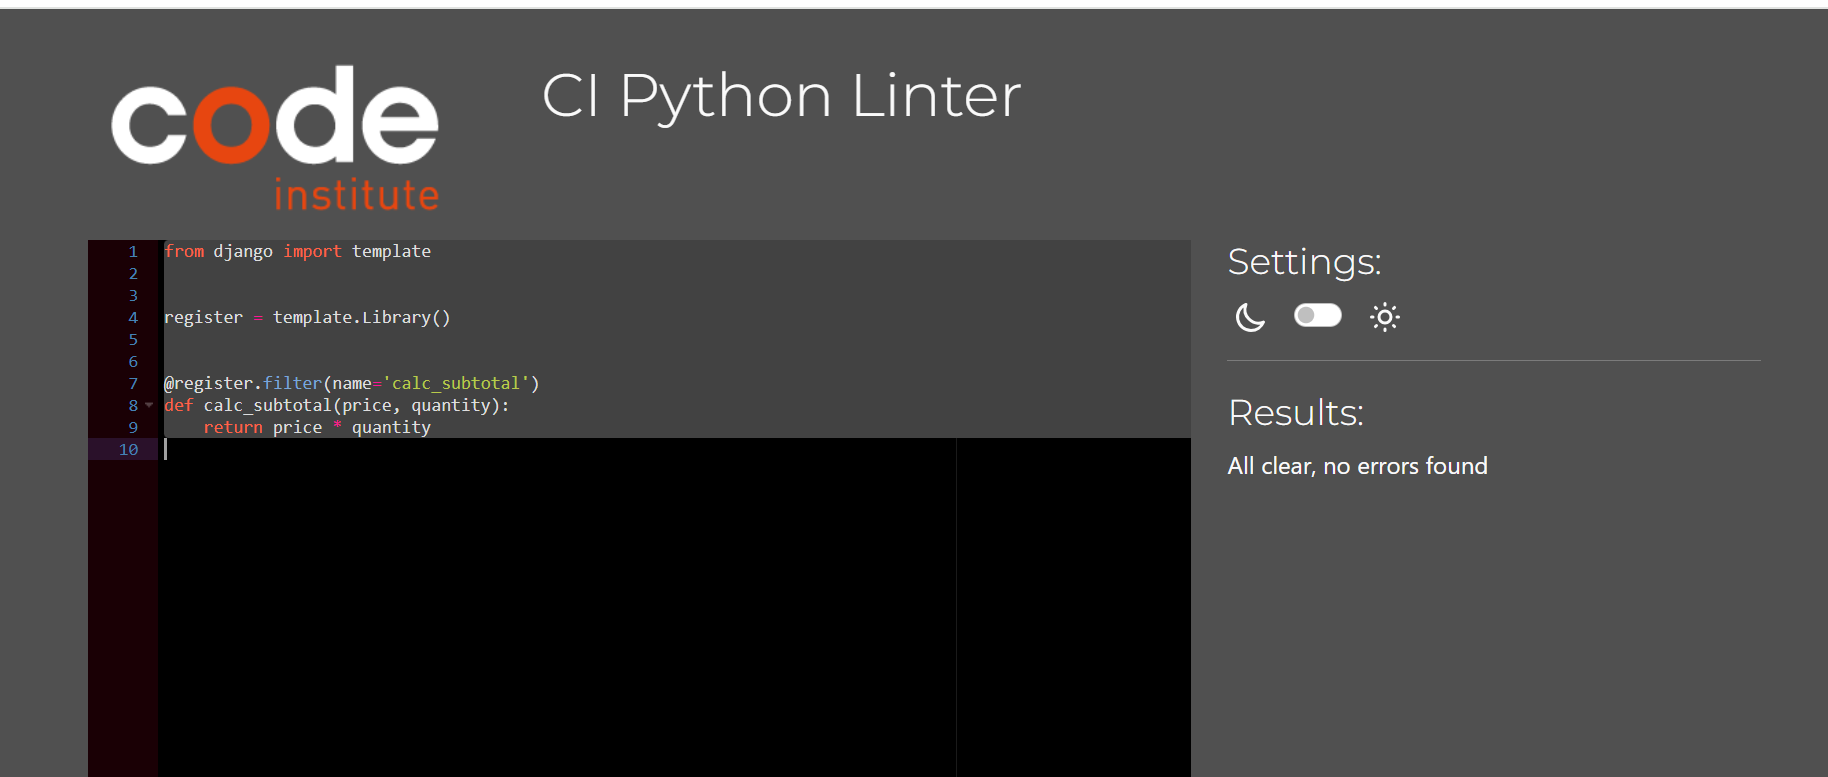 code
institute
CI Python Linter
1 from django import template
2
3
4 register = template.Library()
5
6
7 @register.filter(name='calc_subtotal')
8 def calc_subtotal(price, quantity):
9     return price * quantity
10
Settings:
Results:
All clear, no errors found